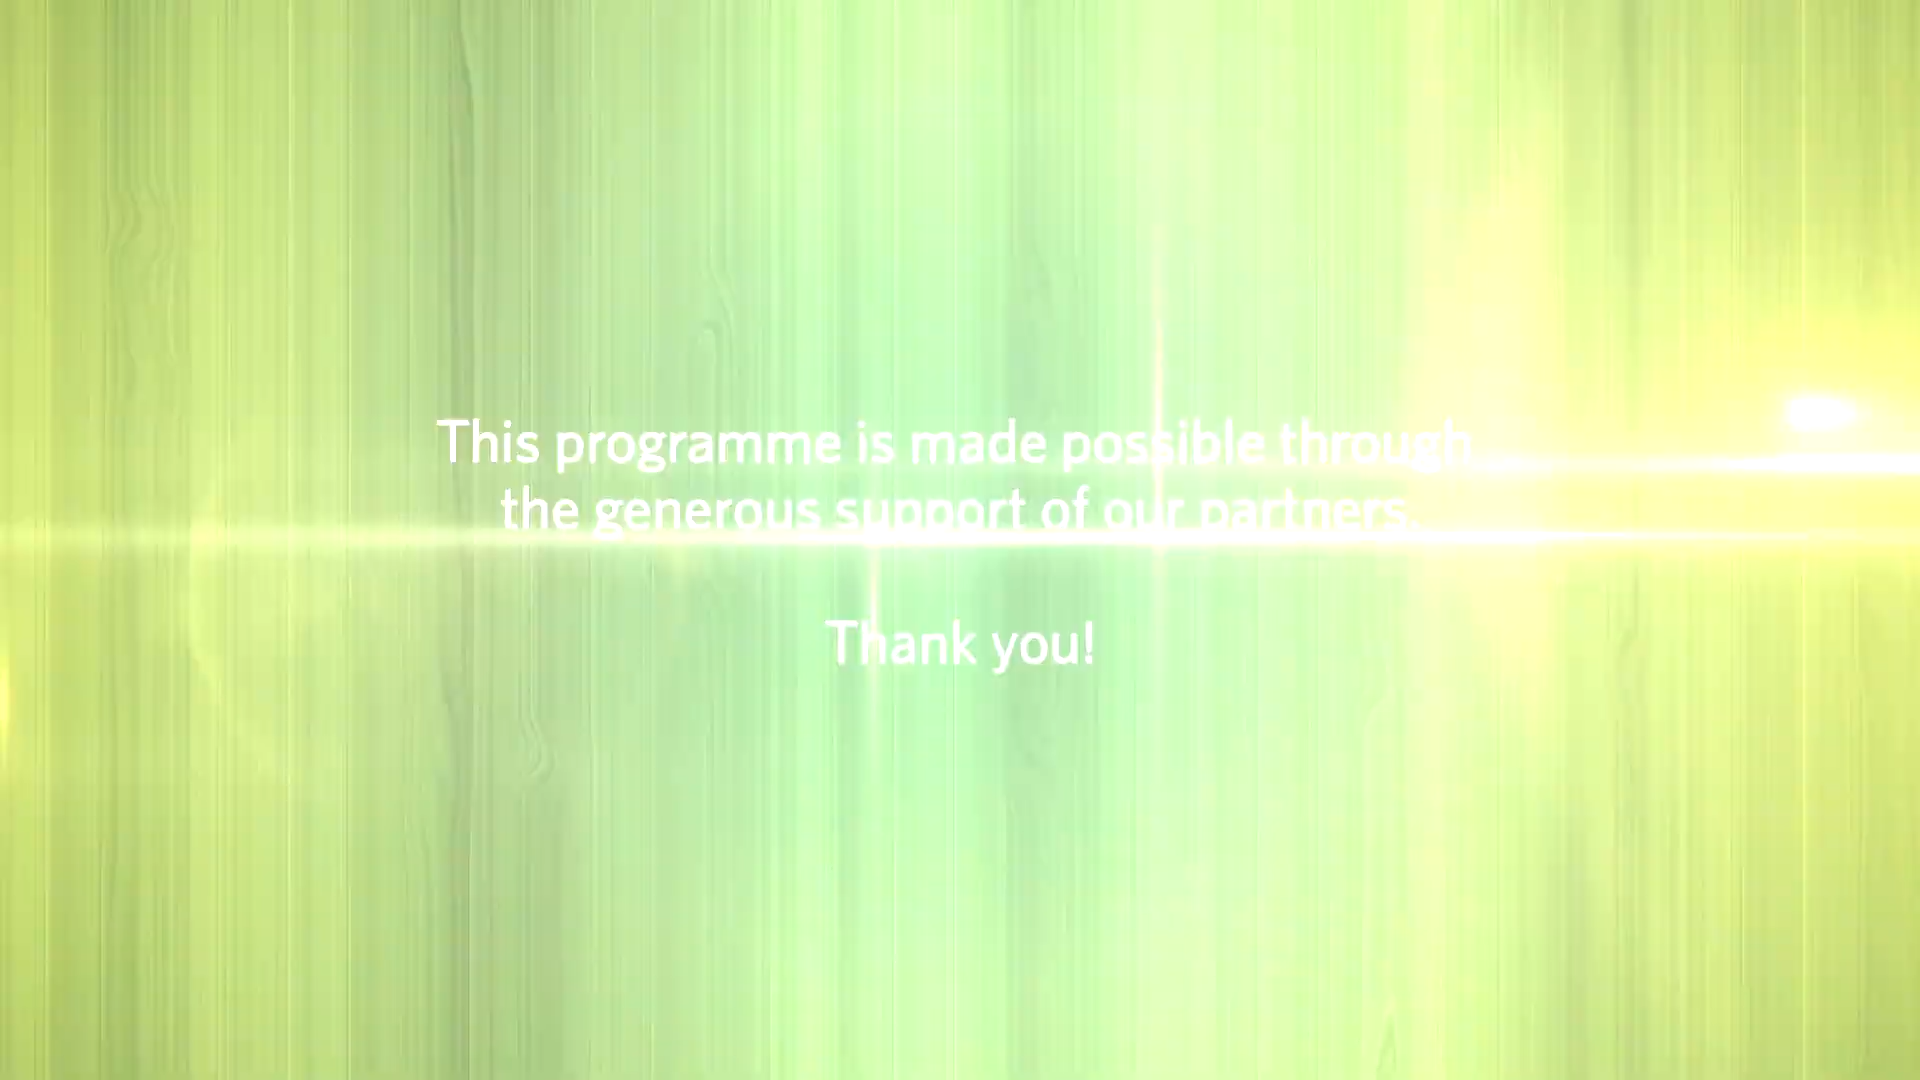 This programme is made possible through
the generous support of our partners.
Thank you!